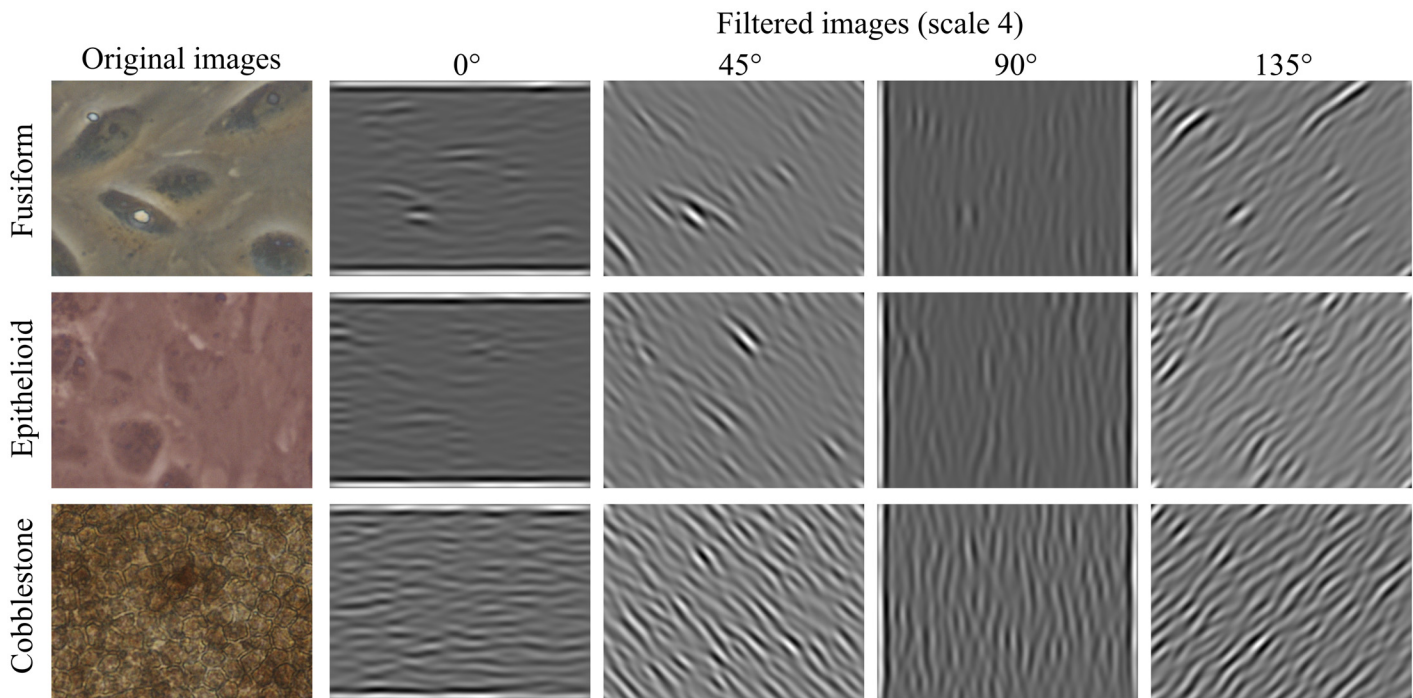 Filtered images (scale 4)
Original images 0° 45° 90° 135°
Fusiform
Epithelioid
Cobblestone